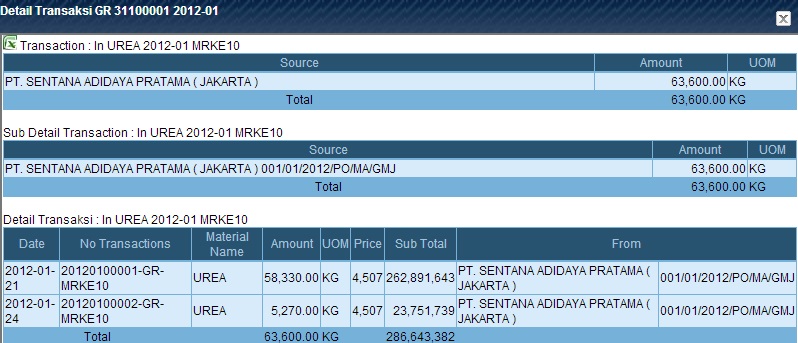 Detail Transaksi GR 31100001 2012-01
Transaction : In UREA 2012-01 MRKE10
Source Amount UOM
PT. SENTANA ADIDAYA PRATAMA ( JAKARTA ) 63,600.00 KG
Total 63,600.00 KG
Sub Detail Transaction : In UREA 2012-01 MRKE10
Source Amount UOM
PT. SENTANA ADIDAYA PRATAMA ( JAKARTA ) 001/01/2012/PO/MA/GMJ 63,600.00 KG
Total 63,600.00 KG
Detail Transaksi : In UREA 2012-01 MRKE10
Date No Transactions Material Name Amount UOM Price Sub Total From
2012-01-21 20120100001-GR-MRKE10 UREA 58,330.00 KG 4,507 262,891,643 PT. SENTANA ADIDAYA PRATAMA ( JAKARTA ) 001/01/2012/PO/MA/GMJ
2012-01-24 20120100002-GR-MRKE10 UREA 5,270.00 KG 4,507 23,751,739 PT. SENTANA ADIDAYA PRATAMA ( JAKARTA ) 001/01/2012/PO/MA/GMJ
Total 63,600.00 KG 286,643,382